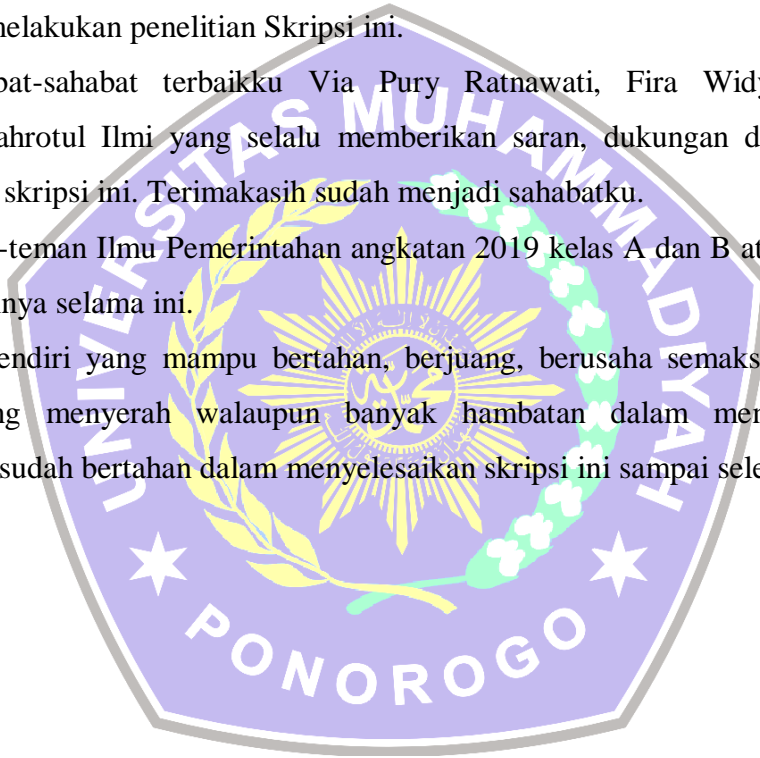 melakukan penelitian Skripsi ini.
bat-sahabat terbaikku Via Pury Ratnawati, Fira Widy
ahrotul Ilmi yang selalu memberikan saran, dukungan d
skripsi ini. Terimakasih sudah menjadi sahabatku.
-teman Ilmu Pemerintahan angkatan 2019 kelas A dan B at
nya selama ini.
endiri yang mampu bertahan, berjuang, berusaha semaks
ng menyerah walaupun banyak hambatan dalam men
sudah bertahan dalam menyelesaikan skripsi ini sampai sele
UNIVERSITAS MUHAMMADIYAH
PONOROGO